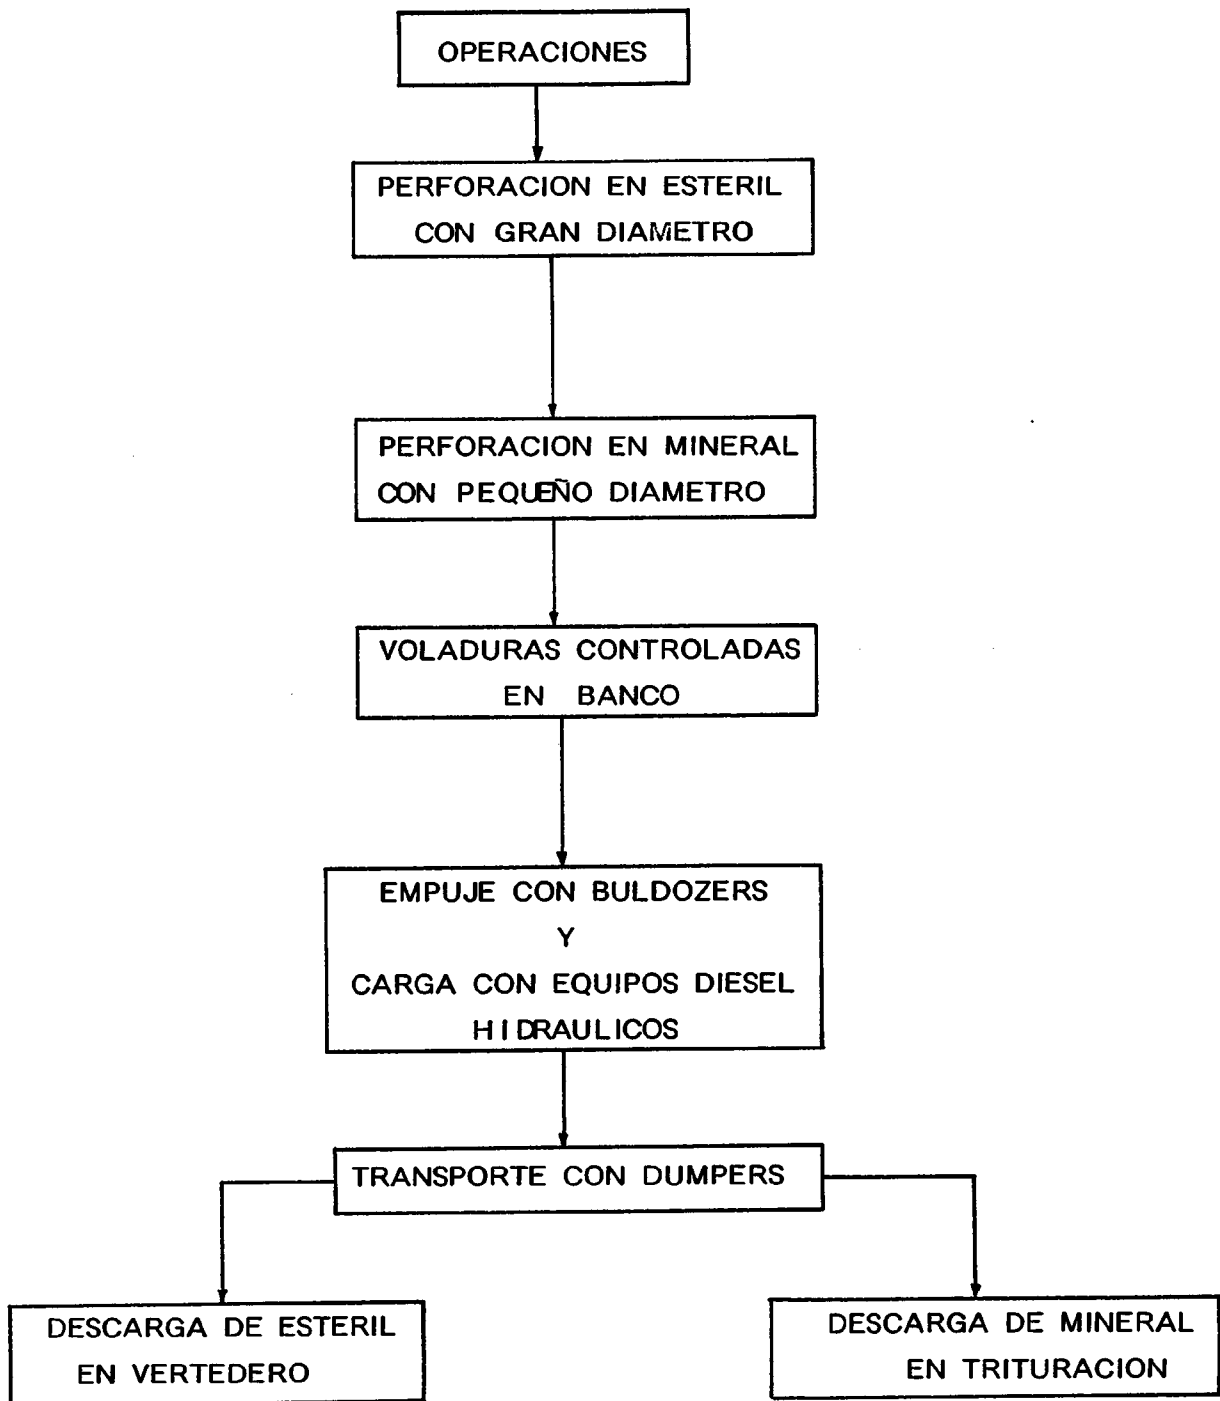 OPERACIONES
PERFORACION EN ESTERIL
CON GRAN DIAMETRO
PERFORACION EN MINERAL
CON PEQUEÑO DIAMETRO
VOLADURAS CONTROLADAS
EN BANCO
EMPUJE CON BULDOZERS
Y
CARGA CON EQUIPOS DIESEL
HIDRAULICOS
TRANSPORTE CON DUMPERS
DESCARGA DE ESTERIL
EN VERTEDERO
DESCARGA DE MINERAL
EN TRITURACION